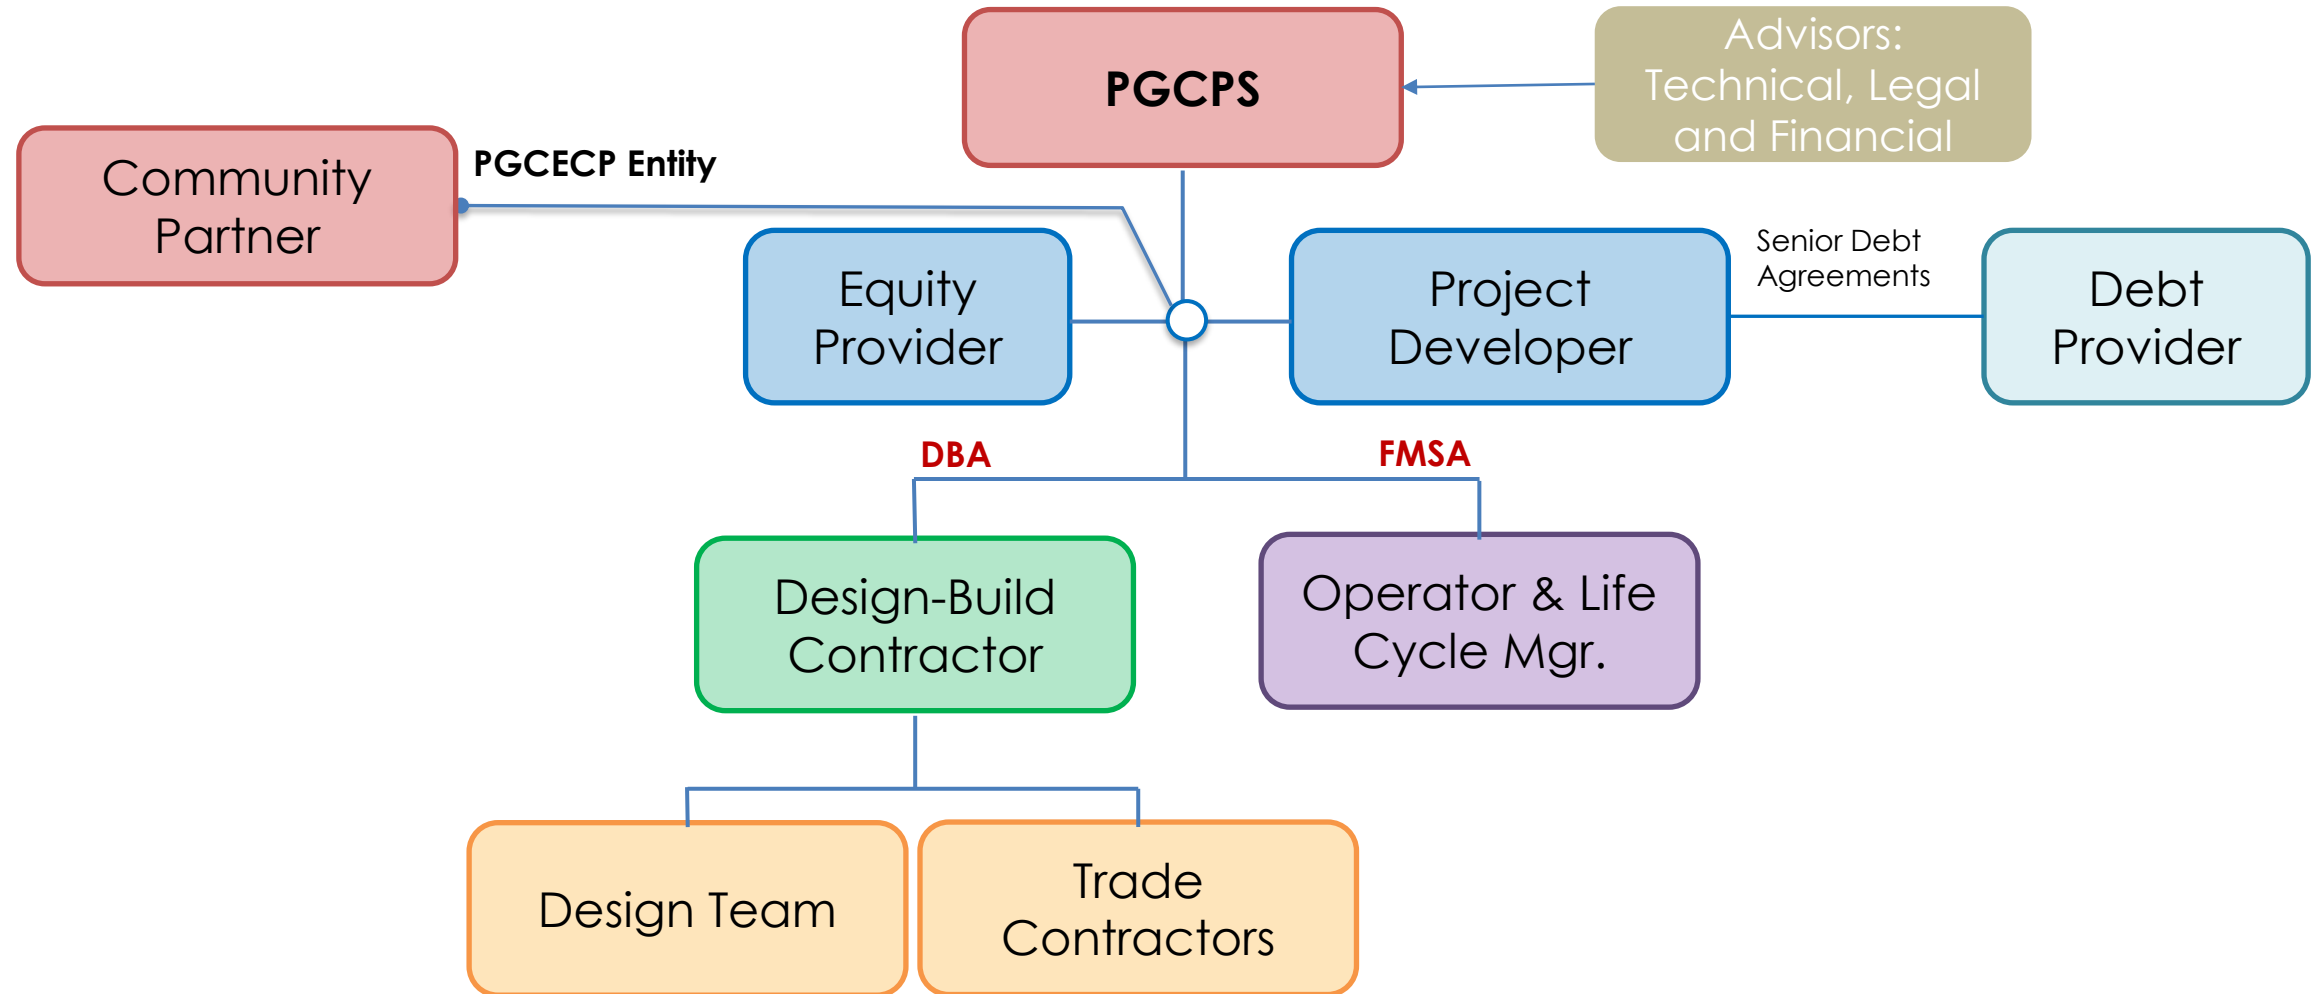 PGCPS
Advisors:
Technical, Legal
and Financial
Community
Partner
PGCECP Entity
Equity
Provider
Project
Developer
Senior Debt
Agreements
Debt
Provider
DBA
FMSA
Design-Build
Contractor
Operator & Life
Cycle Mgr.
Design Team
Trade
Contractors